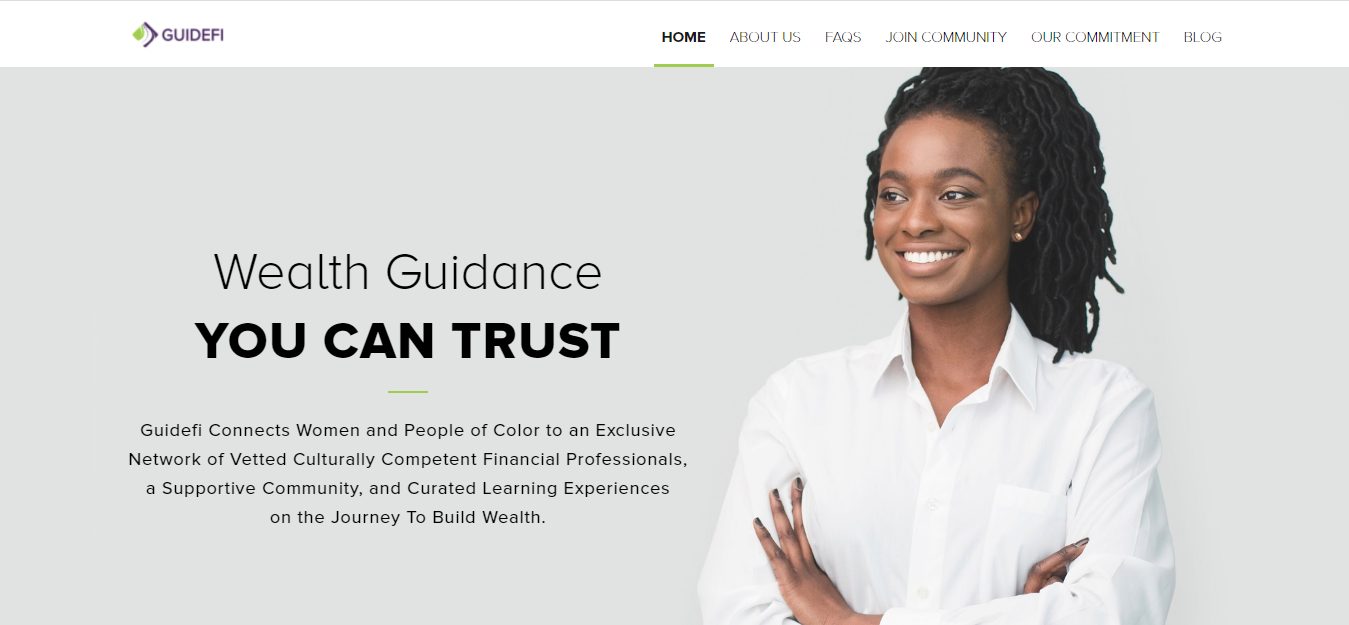 GUIDEFI
HOME ABOUT US FAQS JOIN COMMUNITY OUR COMMITMENT BLOG
Wealth Guidance
YOU CAN TRUST
Guidefi Connects Women and People of Color to an Exclusive
Network of Vetted Culturally Competent Financial Professionals,
a Supportive Community, and Curated Learning Experiences
on the Journey To Build Wealth.